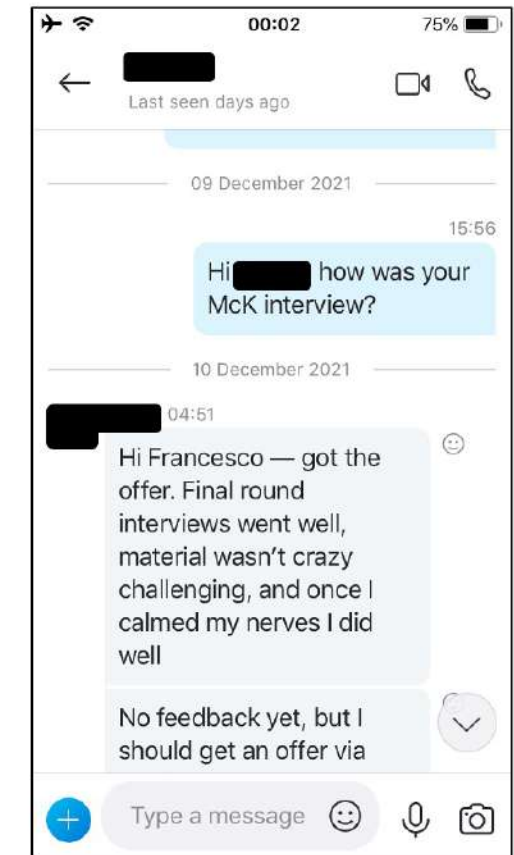 00:02
75%
Last seen days ago
09 December 2021
15:56
Hi how was your
McK interview?
10 December 2021
04:51
Hi Francesco — got the
offer. Final round
interviews went well,
material wasn't crazy
challenging, and once I
calmed my nerves I did
well
No feedback yet, but I
should get an offer via
Type a message